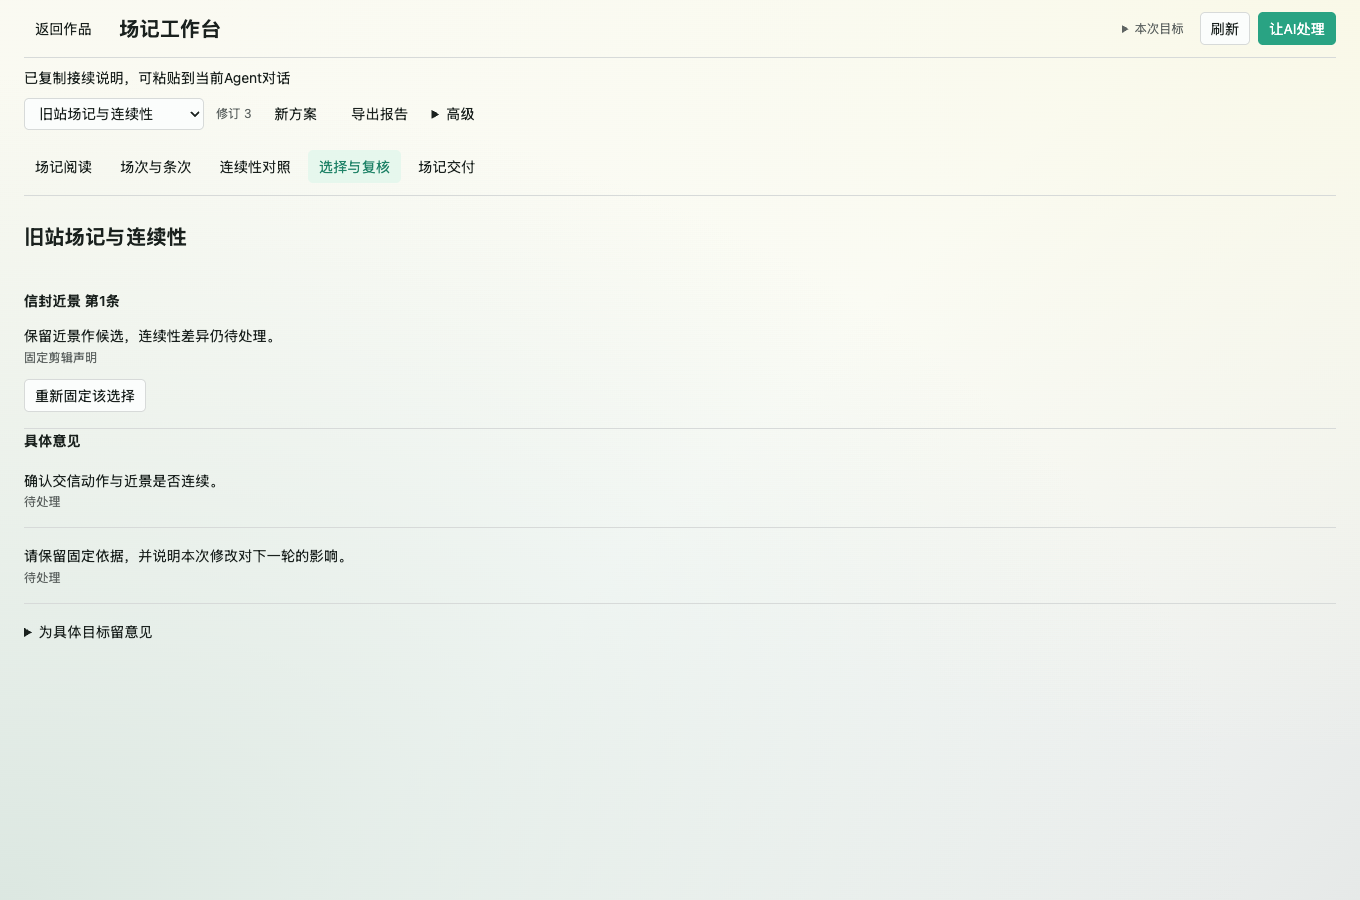 返回作品
场记工作台
本次目标
刷新
让AI处理
已复制接续说明，可粘贴到当前Agent对话
旧站场记与连续性
修订 3
新方案
导出报告
高级
场记阅读
场次与条次
连续性对照
选择与复核
场记交付
旧站场记与连续性
信封近景 第1条
保留近景作候选，连续性差异仍待处理。
固定剪辑声明
重新固定该选择
具体意见
确认交信动作与近景是否连续。
待处理
请保留固定依据，并说明本次修改对下一轮的影响。
待处理
为具体目标留意见